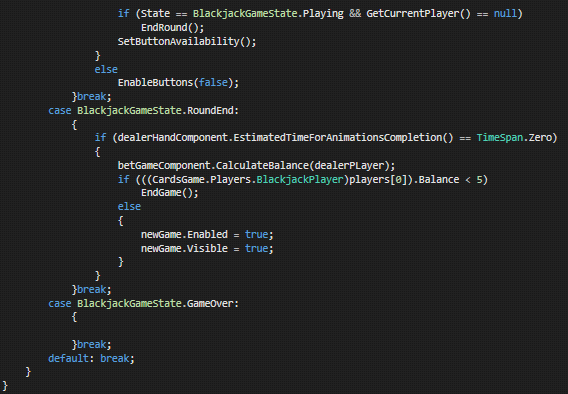 if (State == BlackjackGameState.Playing && GetCurrentPlayer() == null)
EndRound();
SetButtonAvailability();
}
else
EnableButtons(false);
}break;
case BlackjackGameState.RoundEnd:
{
if (dealerHandComponent.EstimatedTimeForAnimationsCompletion() == TimeSpan.Zero)
{
betGameComponent.CalculateBalance(dealerPLayer);
if (((CardsGame.Players.BlackjackPlayer)players[0]).Balance < 5)
EndGame();
else
{
newGame.Enabled = true;
newGame.Visible = true;
}
}
}break;
case BlackjackGameState.GameOver:
{
}break;
default: break;
}
}